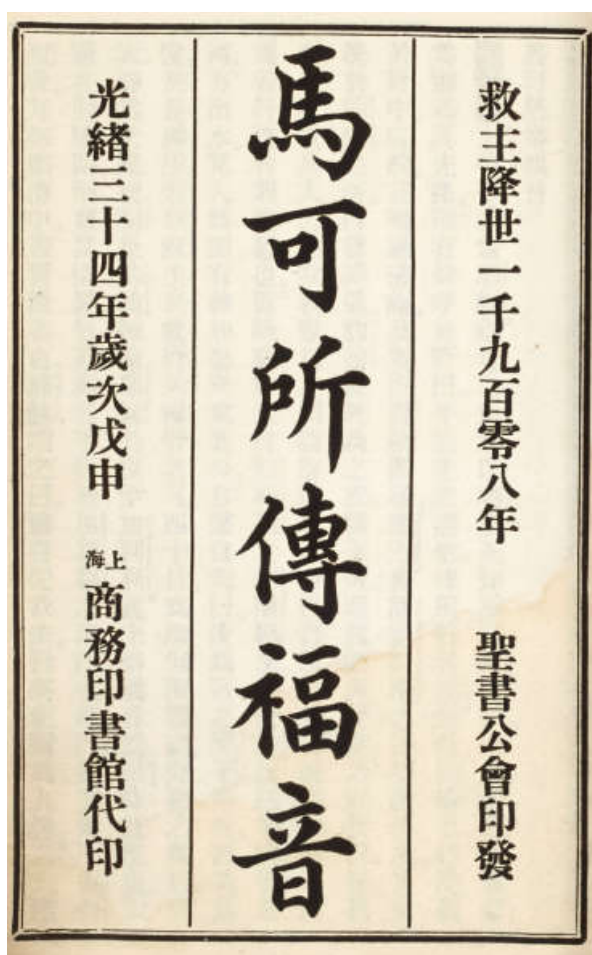 救主降世一千九百零八年 聖書公會印發
馬可所傳福音
光緒三十四年歲次戊申 上海 商務印書館代印